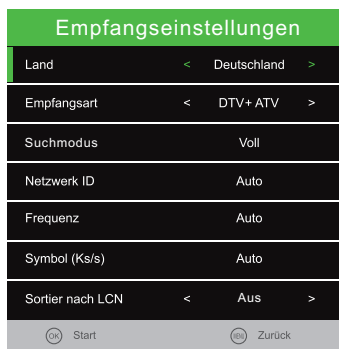 Empfangseinstellungen
Land < Deutschland >
Empfangsart < DTV+ ATV >
Suchmodus Voll
Netzwerk ID Auto
Frequenz Auto
Symbol (Ks/s) Auto
Sortier nach LCN < Aus >
OK Start Zurück